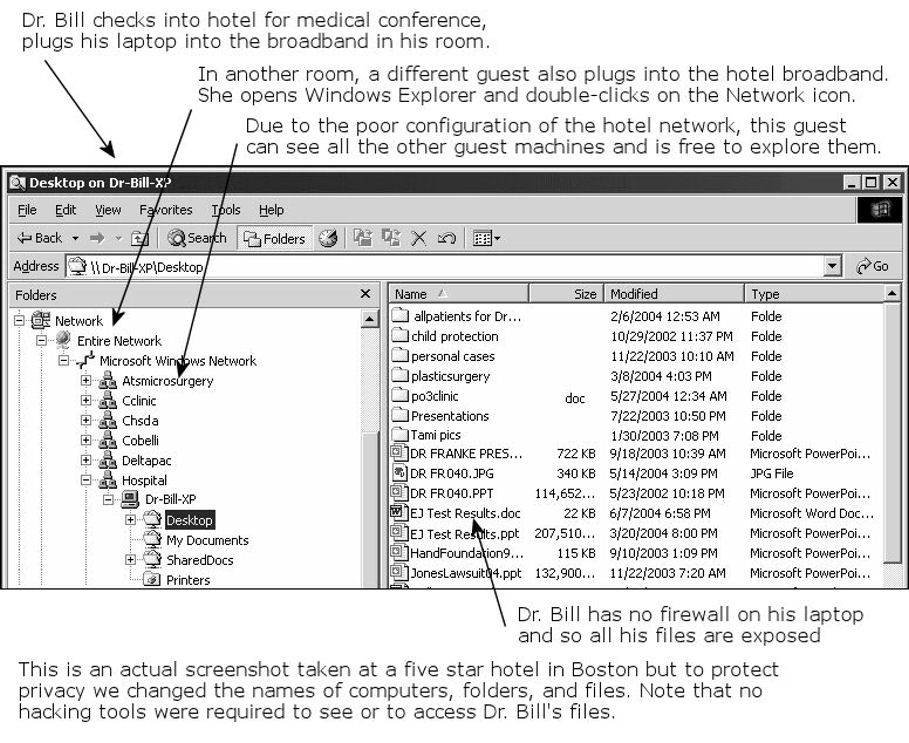 Dr. Bill checks into hotel for medical conference,
plugs his laptop into the broadband in his room.
In another room, a different guest also plugs into the hotel broadband.
She opens Windows Explorer and double-clicks on the Network icon.
Due to the poor configuration of the hotel network, this guest
can see all the other guest machines and is free to explore them.
Desktop on Dr-Bill-XP
File Edit View Favorites Tools Help
Back Search Folders
Address \\Dr-Bill-XP\Desktop Go
Folders
Network
Entire Network
Microsoft Windows Network
Atsmicrosurgery
Cclinic
Chsda
Cobelli
Deltapac
Hospital
Dr-Bill-XP
Desktop
My Documents
SharedDocs
Printers
Name Size Modified Type
allpatients for Dr... 2/6/2004 12:53 AM Folde
child protection 10/29/2002 11:37 PM Folde
personal cases 11/22/2003 10:10 AM Folde
plasticsurgery 3/8/2004 4:03 PM Folde
po3clinic doc 5/27/2004 12:34 AM Folde
Presentations 7/22/2003 10:50 PM Folde
Tami pics 1/30/2003 7:08 PM Folde
DR FRANKE PRES... 722 KB 9/18/2003 10:39 AM Microsoft PowerPoi...
DR FR040.JPG 340 KB 5/14/2004 3:09 PM JPG File
DR FR040.PPT 114,652... 5/23/2002 10:18 PM Microsoft PowerPoi...
EJ Test Results.doc 22 KB 6/7/2004 6:58 PM Microsoft Word Doc...
EJ Test Results.ppt 207,510... 3/20/2004 8:00 PM Microsoft PowerPoi...
HandFoundation9... 115 KB 9/10/2003 1:09 PM Microsoft PowerPoi...
JonesLawsuit04.ppt 132,900... 11/22/2003 7:20 AM Microsoft PowerPoi...
Dr. Bill has no firewall on his laptop
and so all his files are exposed
This is an actual screenshot taken at a five star hotel in Boston but to protect
privacy we changed the names of computers, folders, and files. Note that no
hacking tools were required to see or to access Dr. Bill's files.